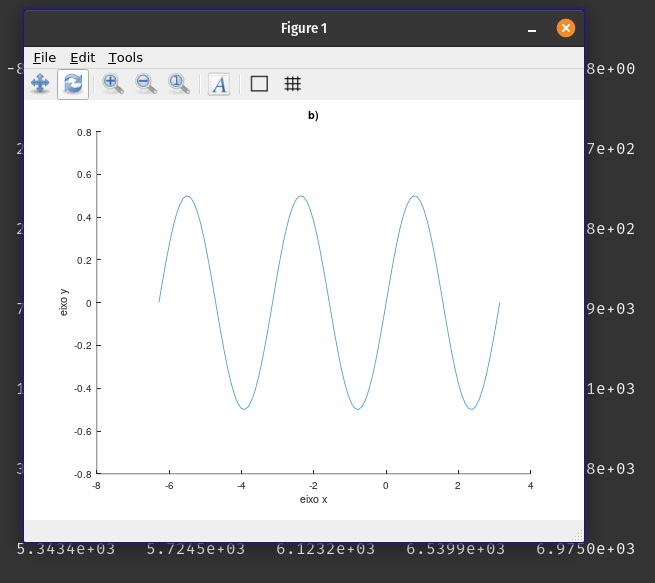 Figure 1
File Edit Tools
A
b)
0.8
0.6
0.4
0.2
0
-0.2
-0.4
-0.6
-0.8
eixo y
-8 -6 -4 -2 0 2 4
eixo x
-8 8e+00
2 7e+02
2 8e+02
7 9e+03
1 1e+03
3 8e+03
5.3434e+03 5.7245e+03 6.1232e+03 6.5399e+03 6.9750e+03